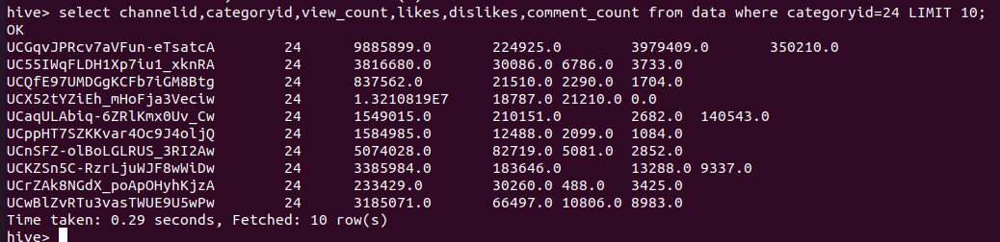 hive> select channelid,categoryid,view_count,likes,dislikes,comment_count from data where categoryid=24 LIMIT 10;
OK
UCGqvJPRcv7aVFun-eTsatcA 24 9885899.0 224925.0 3979409.0 350210.0
UC55IWqFLDH1Xp7iu1_xknRA 24 3816680.0 30086.0 6786.0 3733.0
UCQfE97UMDGgKCFb7iGM8Btg 24 837562.0 21510.0 2290.0 1704.0
UCX52tYZiEh_mHoFja3Veciw 24 1.3210819E7 18787.0 21210.0 0.0
UCaqULAbiq-6ZRlKmx0Uv_Cw 24 1549015.0 210151.0 2682.0 140543.0
UCppHT7SZKKvar4Oc9J4oljQ 24 1584985.0 12488.0 2099.0 1084.0
UCnSFZ-olBoLGLRUS_3RI2Aw 24 5074028.0 82719.0 5081.0 2852.0
UCKZSn5C-RzrLjuWJF8wWiDw 24 3385984.0 183646.0 13288.0 9337.0
UCrZAk8NGdX_poApOHyhKjzA 24 233429.0 30260.0 488.0 3425.0
UCwBlZvRTu3vasTWUE9U5wPw 24 3185071.0 66497.0 10806.0 8983.0
Time taken: 0.29 seconds, Fetched: 10 row(s)
hive>